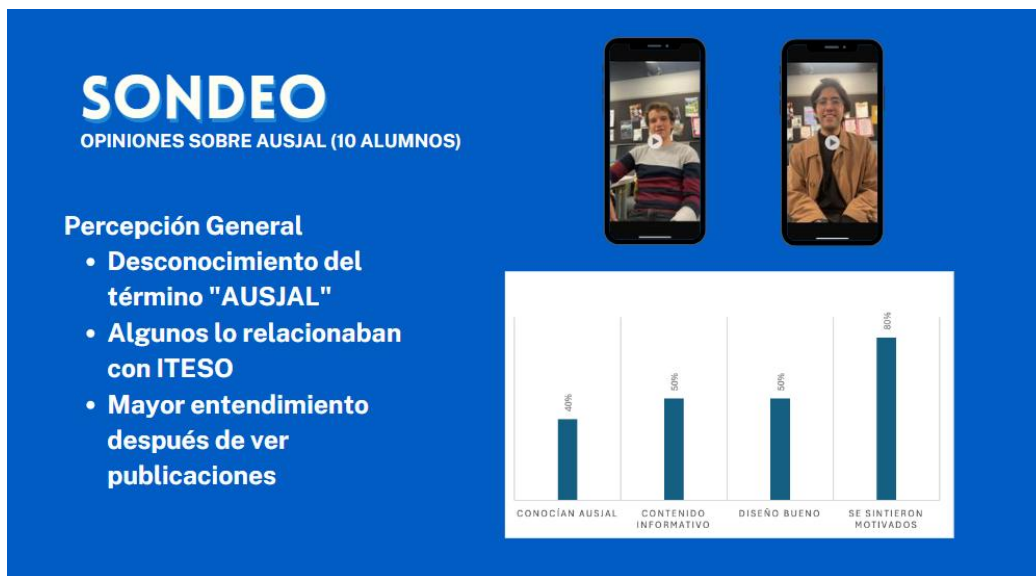 SONDEO
OPINIONES SOBRE AUSJAL (10 ALUMNOS)
Percepción General
• Desconocimiento del
término "AUSJAL"
• Algunos lo relacionaban
con ITESO
• Mayor entendimiento
después de ver
publicaciones
40%
50%
50%
80%
CONOCÍAN AUSJAL
CONTENIDO
INFORMATIVO
DISEÑO BUENO
SE SINTIERON
MOTIVADOS